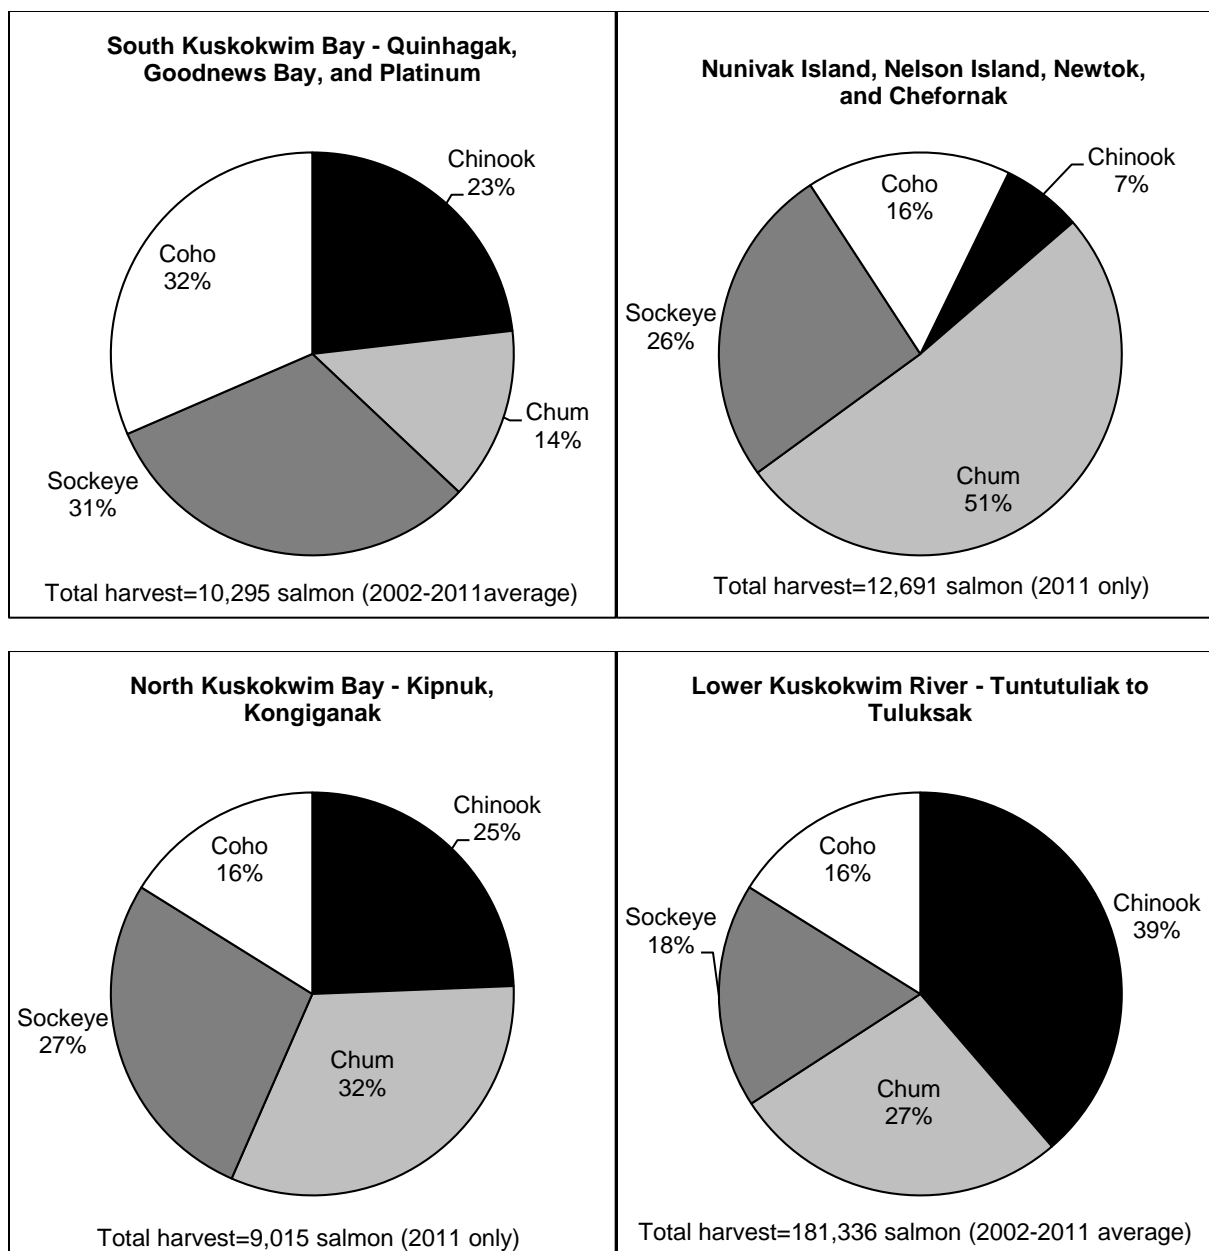 South Kuskokwim Bay - Quinhagak,
Goodnews Bay, and Platinum
Chinook
23%
Coho
32%
Chum
14%
Sockeye
31%
Total harvest=10,295 salmon (2002-2011average)
Nunivak Island, Nelson Island, Newtok,
and Chefornak
Chinook
7%
Coho
16%
Sockeye
26%
Chum
51%
Total harvest=12,691 salmon (2011 only)
North Kuskokwim Bay - Kipnuk,
Kongiganak
Chinook
25%
Coho
16%
Sockeye
27%
Chum
32%
Total harvest=9,015 salmon (2011 only)
Lower Kuskokwim River - Tuntutuliak to
Tuluksak
Coho
16%
Chinook
39%
Sockeye
18%
Chum
27%
Total harvest=181,336 salmon (2002-2011 average)